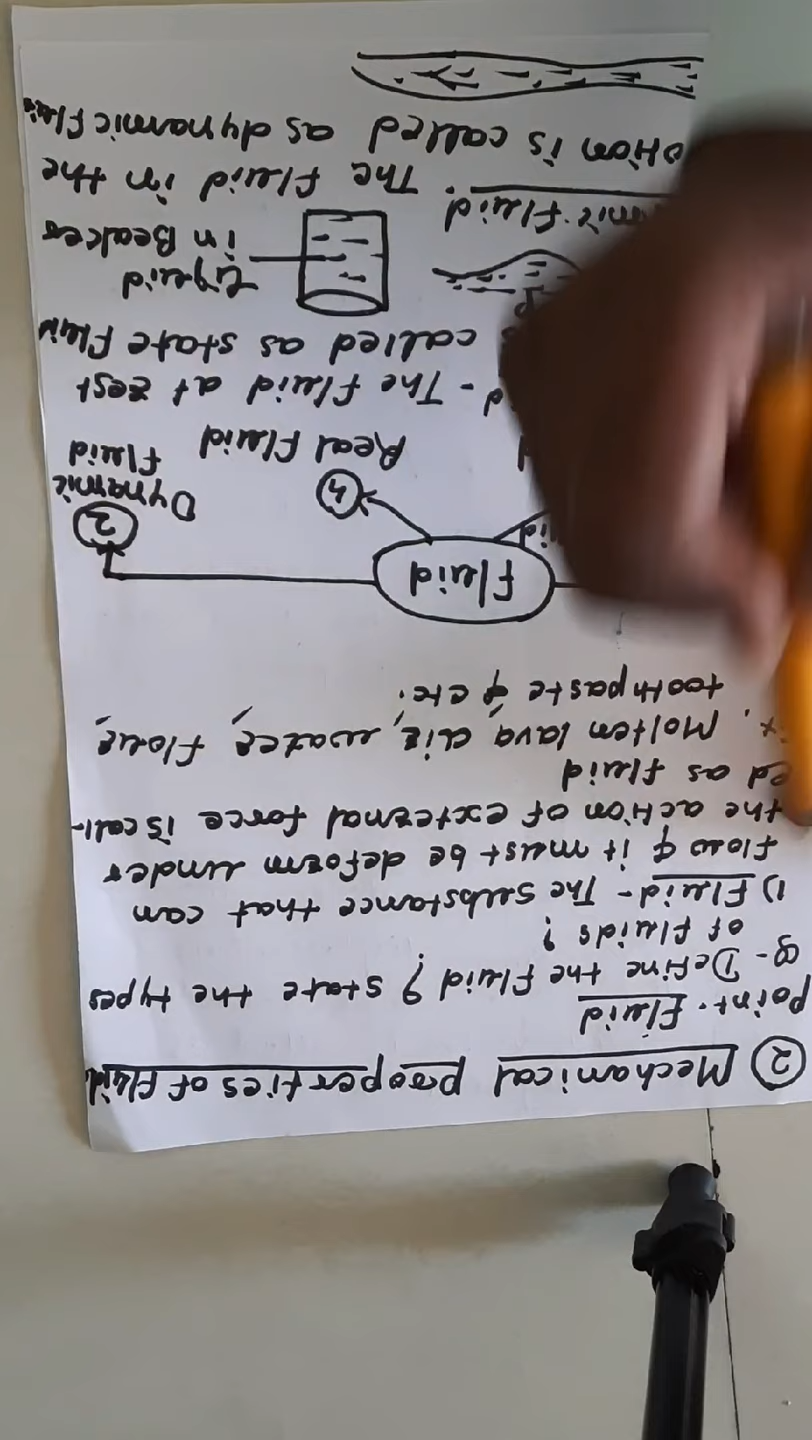 ② Mechanical properties of Fluid
Point. Fluid
Q- Define the Fluid? state the types
of fluids?
1) Fluid - The substance that can
flow & it must be deform under
the action of external force is call-
ed as fluid
Molten lava, air, water, flour,
toothpaste & etc.
Fluid
②
Dynamic
Fluid
④
Real Fluid
- The fluid at rest
called as state Fluid
Liquid
in Beaker
Fluid. The fluid in the
is called as dynamic Fluid